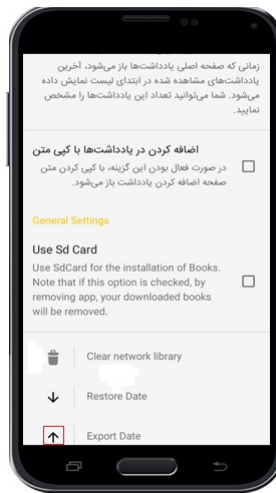 زمانی که صفحه اصلی یادداشت‌ها باز می‌شود، آخرین
یادداشت‌های مشاهده شده در ابتدای لیست نمایش داده
می‌شود. شما می‌توانید تعداد این یادداشت‌ها را مشخص
نمایید.
اضافه کردن در یادداشت‌ها با کپی متن
در صورت فعال بودن این گزینه، با کپی کردن متن
صفحه اضافه کردن یادداشت باز می‌شود.
General Settings
Use Sd Card
Use SdCard for the installation of Books.
Note that if this option is checked, by
removing app, your downloaded books
will be removed.
Clear network library
Restore Date
Export Date